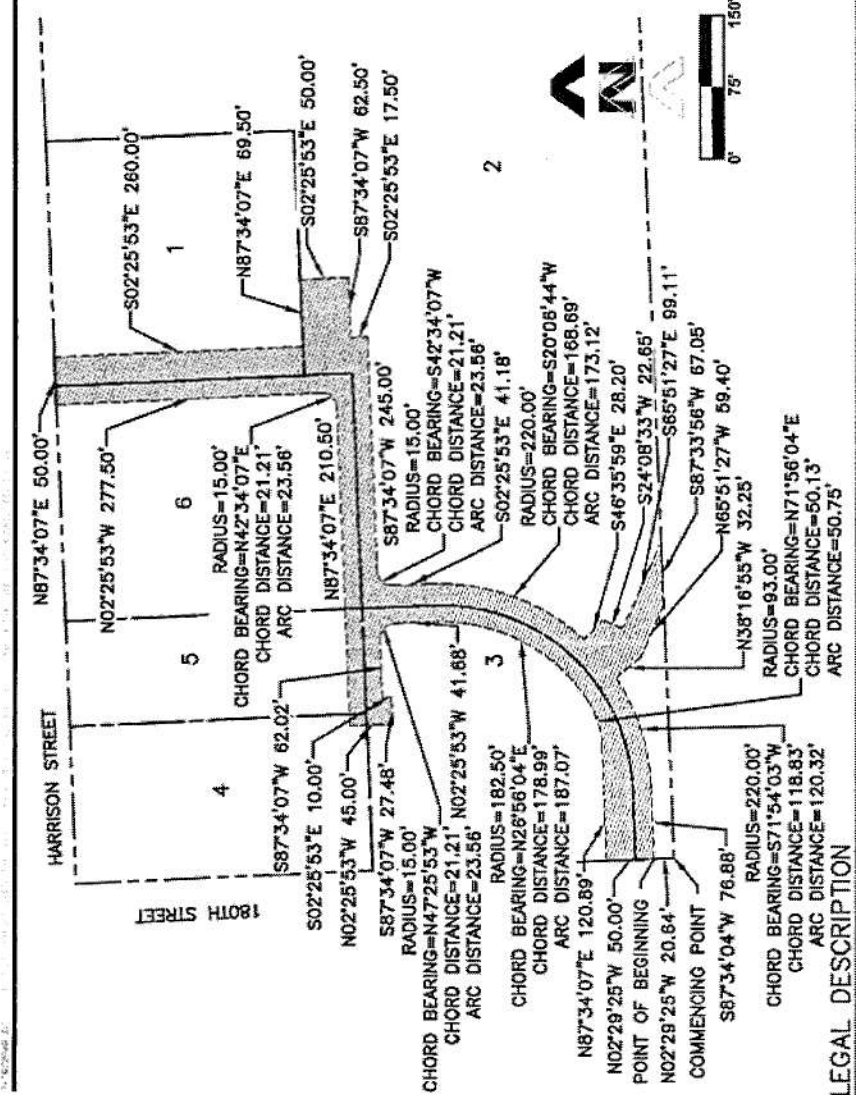 HARRISON STREET
180TH STREET
N87°34'07"E 50.00'
S02°25'53"E 260.00'
1
N87°34'07"E 69.50'
S02°25'53"E 50.00'
S87°34'07"W 62.50'
S02°25'53"E 17.50'
N02°25'53"W 277.50'
6
RADIUS=15.00'
CHORD BEARING=N42°34'07"E
CHORD DISTANCE=21.21'
ARC DISTANCE=23.56'
N87°34'07"E 210.50'
5
4
S87°34'07"W 245.00'
RADIUS=15.00'
CHORD BEARING=S42°34'07"W
CHORD DISTANCE=21.21'
ARC DISTANCE=23.56'
S02°25'53"E 41.18'
RADIUS=220.00'
CHORD BEARING=S20°06'44"W
CHORD DISTANCE=168.69'
ARC DISTANCE=173.12'
2
S87°34'07"W 62.02'
S02°25'53"E 10.00'
N02°25'53"W 45.00'
S87°34'07"W 27.48'
RADIUS=15.00'
CHORD BEARING=N47°25'53"W
CHORD DISTANCE=21.21'
ARC DISTANCE=23.56'
N02°25'53"W 41.68'
3
RADIUS=182.50'
CHORD BEARING=N26°56'04"E
CHORD DISTANCE=178.99'
ARC DISTANCE=187.07'
S46°35'59"E 28.20'
S24°08'33"W 22.65'
S65°51'27"E 99.11'
S87°33'56"W 67.05'
N65°51'27"W 59.40'
N38°16'55"W 32.25'
RADIUS=93.00'
CHORD BEARING=N71°56'04"E
CHORD DISTANCE=50.13'
ARC DISTANCE=50.75'
N87°34'07"E 120.89'
N02°29'25"W 50.00'
POINT OF BEGINNING
N02°29'25"W 20.64'
COMMENCING POINT
S87°34'04"W 76.88'
RADIUS=220.00'
CHORD BEARING=S71°54'03"W
CHORD DISTANCE=118.83'
ARC DISTANCE=120.32'
N
0' 75' 150'
LEGAL DESCRIPTION